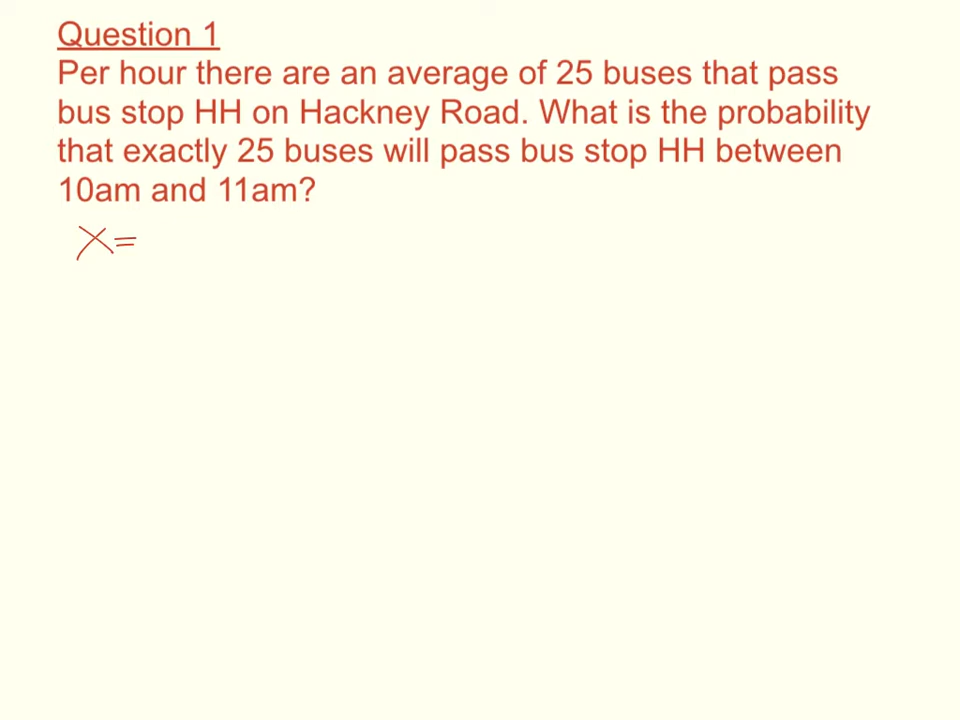 Question 1
Per hour there are an average of 25 buses that pass
bus stop HH on Hackney Road. What is the probability
that exactly 25 buses will pass bus stop HH between
10am and 11am?
X=